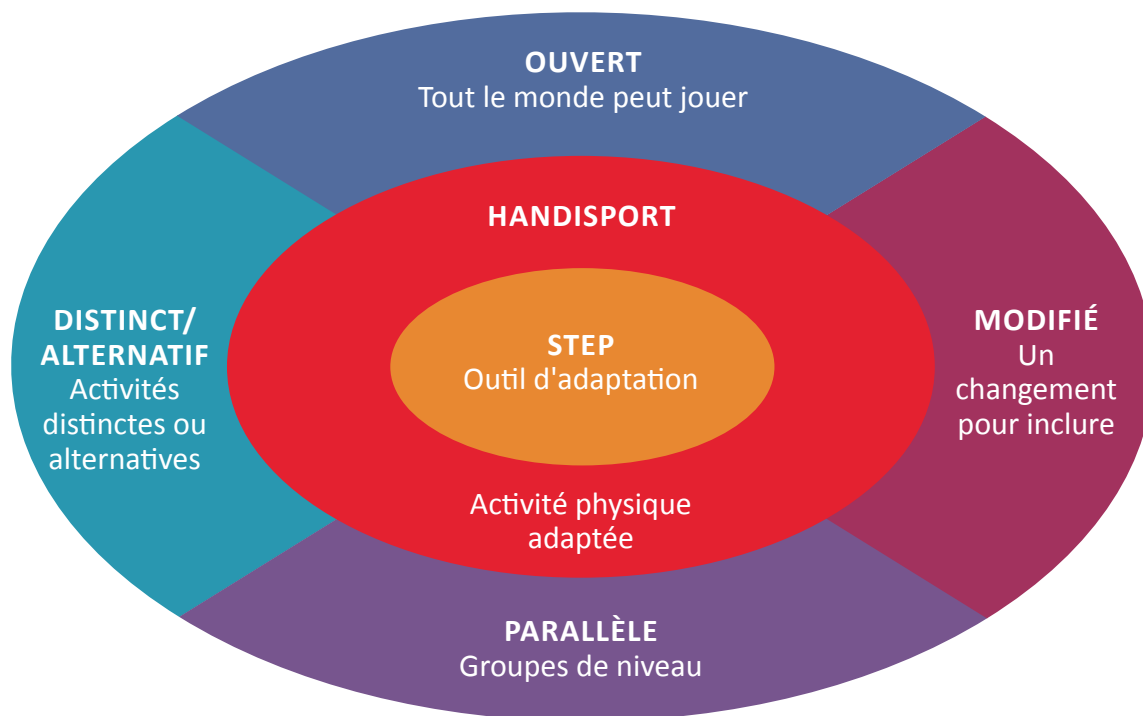 OUVERT
Tout le monde peut jouer
HANDISPORT
DISTINCT/
ALTERNATIF
Activités
distinctes ou
alternatives
STEP
Outil d'adaptation
MODIFIÉ
Un
changement
pour inclure
Activité physique
adaptée
PARALLÈLE
Groupes de niveau